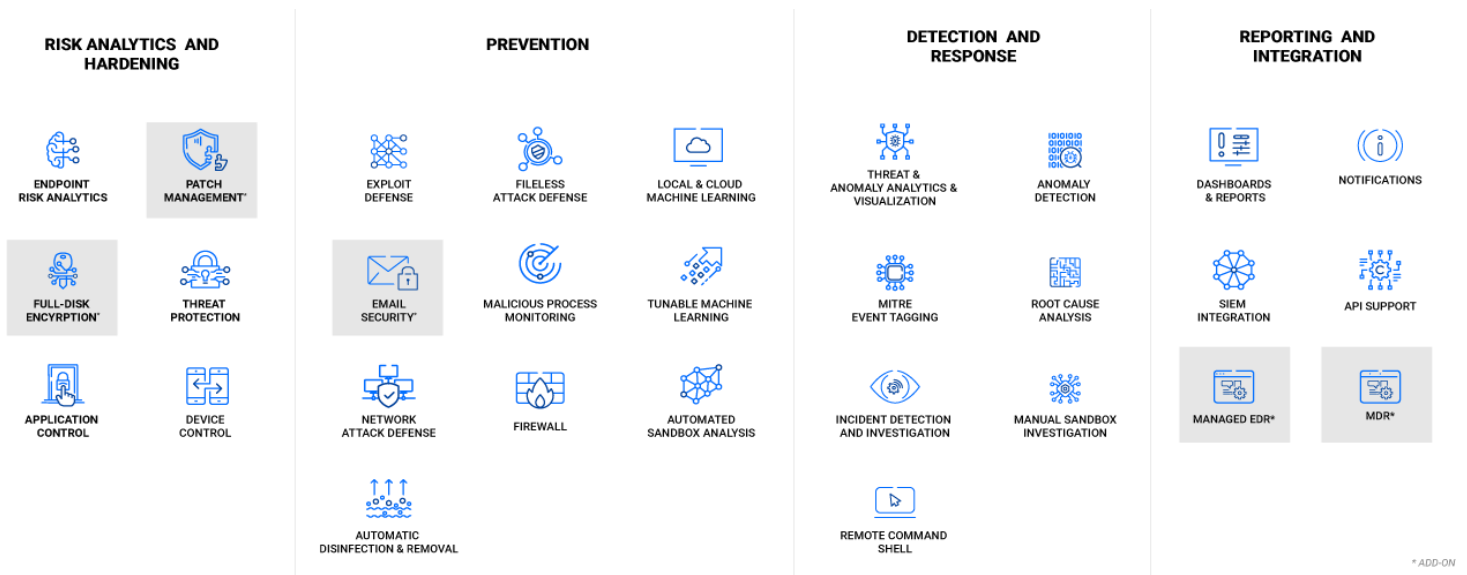 RISK ANALYTICS AND
HARDENING
ENDPOINT
RISK ANALYTICS
PATCH
MANAGEMENT*
FULL-DISK
ENCYRPTION*
THREAT
PROTECTION
APPLICATION
CONTROL
DEVICE
CONTROL
PREVENTION
EXPLOIT
DEFENSE
FILELESS
ATTACK DEFENSE
LOCAL & CLOUD
MACHINE LEARNING
EMAIL
SECURITY*
MALICIOUS PROCESS
MONITORING
TUNABLE MACHINE
LEARNING
NETWORK
ATTACK DEFENSE
FIREWALL
AUTOMATED
SANDBOX ANALYSIS
AUTOMATIC
DISINFECTION & REMOVAL
DETECTION AND
RESPONSE
THREAT &
ANOMALY ANALYTICS &
VISUALIZATION
ANOMALY
DETECTION
MITRE
EVENT TAGGING
ROOT CAUSE
ANALYSIS
INCIDENT DETECTION
AND INVESTIGATION
MANUAL SANDBOX
INVESTIGATION
REMOTE COMMAND
SHELL
REPORTING AND
INTEGRATION
DASHBOARDS
& REPORTS
NOTIFICATIONS
SIEM
INTEGRATION
API SUPPORT
MANAGED EDR*
MDR*
* ADD-ON